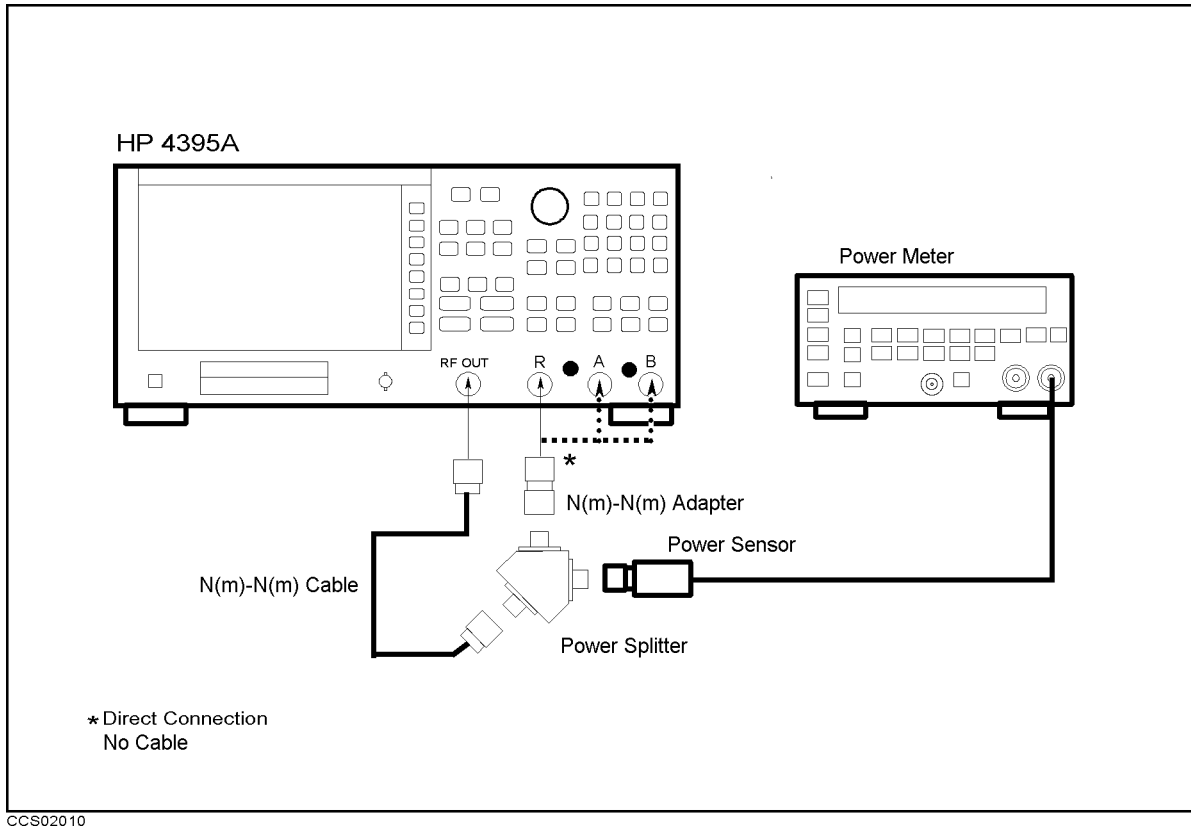 HP 4395A
Power Meter
RF OUT
R
A
B
*
N(m)-N(m) Adapter
Power Sensor
N(m)-N(m) Cable
Power Splitter
* Direct Connection
No Cable
CCS02010